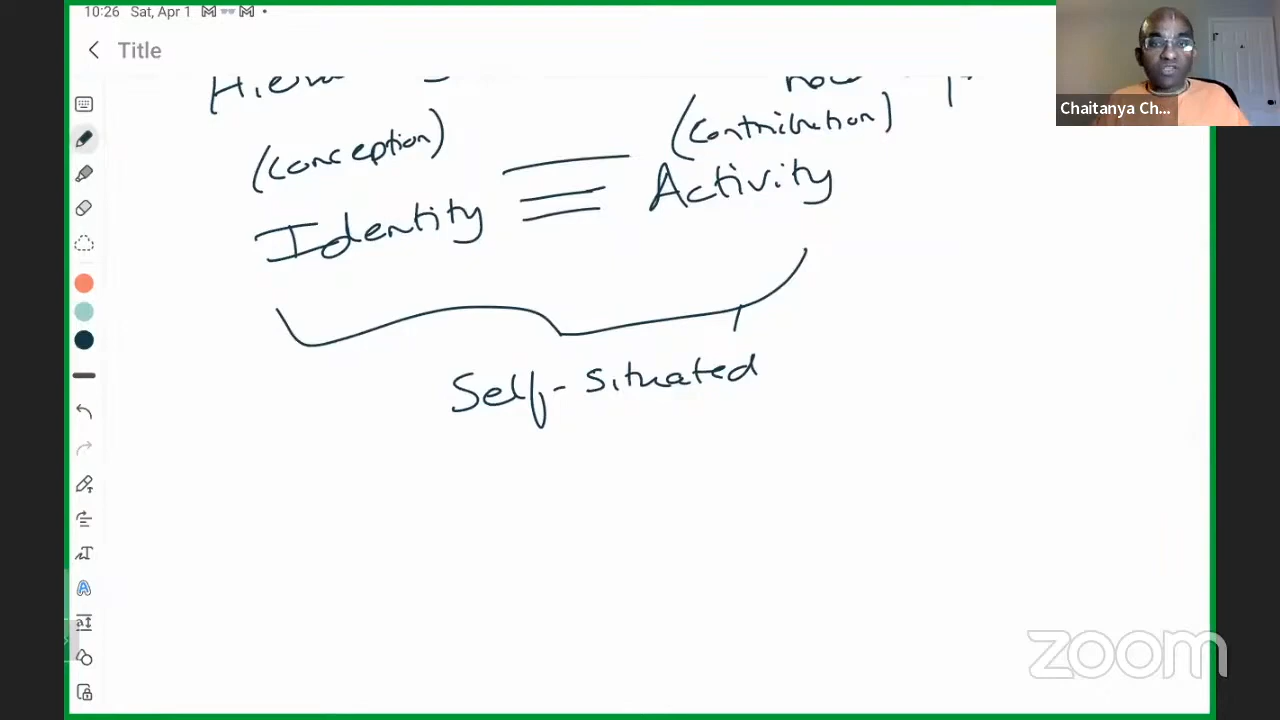 10:26 Sat, Apr 1
Title
Chaitanya Ch...
(Conception)
(Contribution)
Identity
Activity
Self-situated
zoom